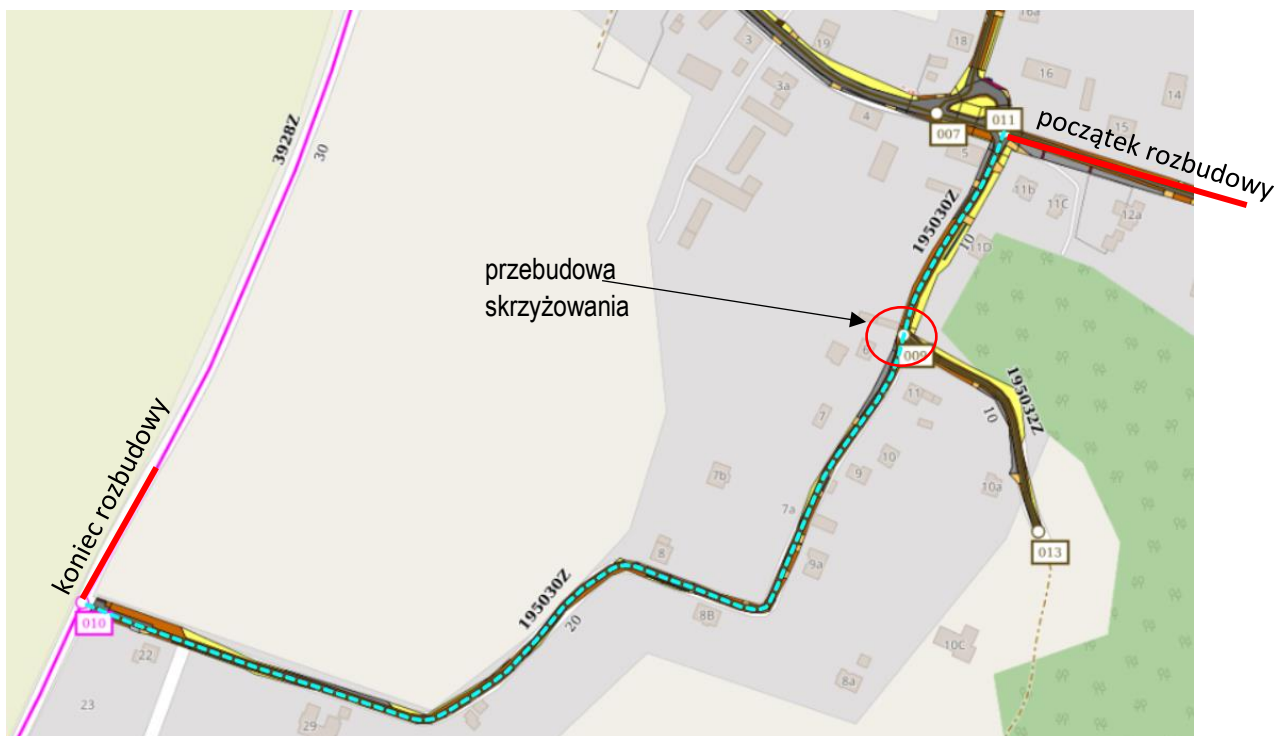 16a
3
19
18
3a
16
14
4
007
011
15
początek rozbudowy
5
3928Z
30
11b
11C
12a
195030Z
10
11D
przebudowa
skrzyżowania
6
009
11
195032Z
10
7
koniec rozbudowy
10
7b
9
10a
7a
013
8
9a
195030Z
20
8B
010
22
10C
8a
23
29